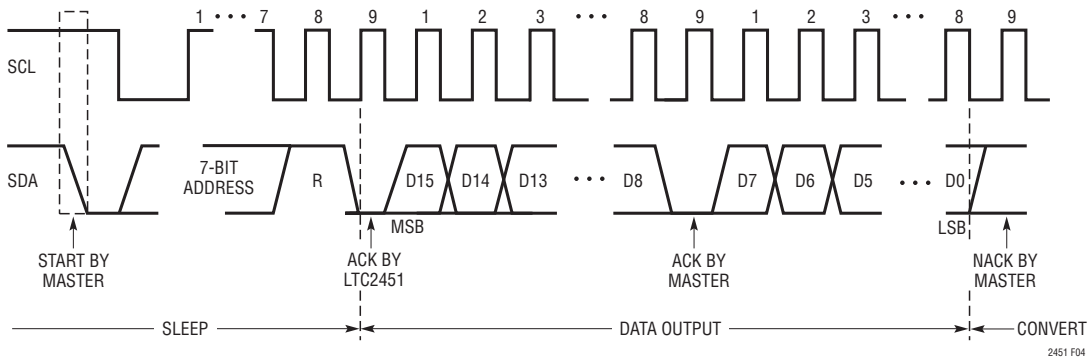 1 ••• 7 8 9 1 2 3 ••• 8 9 1 2 3 ••• 8 9
SCL
•••
SDA 7-BIT ADDRESS R D15 D14 D13 ••• D8 D7 D6 D5 ••• D0
MSB LSB
START BY MASTER
ACK BY LTC2451
ACK BY MASTER
NACK BY MASTER
SLEEP DATA OUTPUT CONVERT
2451 F04